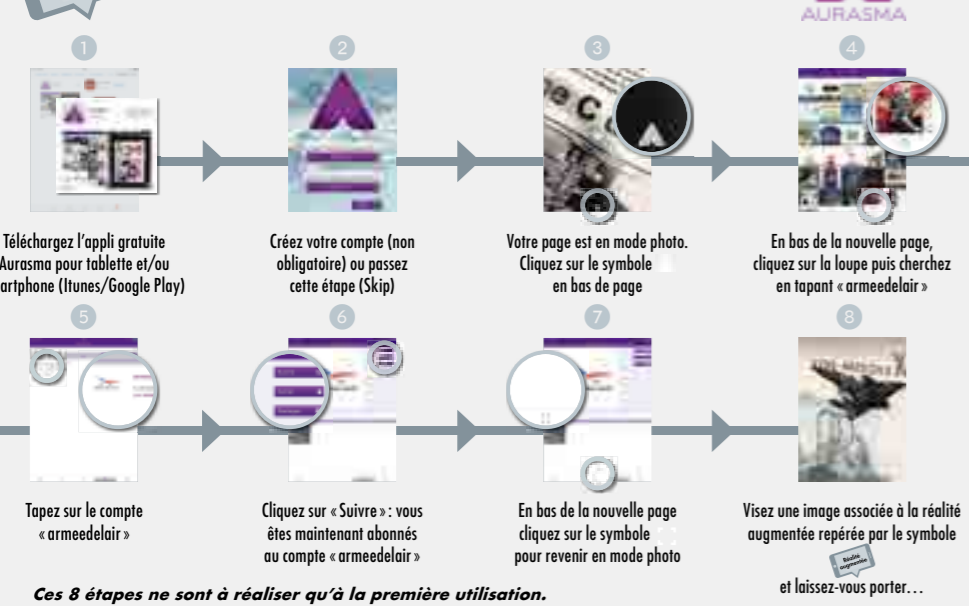 AURASMA
1
2
3
4
Téléchargez l’appli gratuite
Aurasma pour tablette et/ou
artphone (Itunes/Google Play)
Créez votre compte (non
obligatoire) ou passez
cette étape (Skip)
Votre page est en mode photo.
Cliquez sur le symbole
en bas de page
En bas de la nouvelle page,
cliquez sur la loupe puis cherchez
en tapant « armeedelair »
5
6
7
8
Tapez sur le compte
« armeedelair »
Cliquez sur « Suivre » : vous
êtes maintenant abonnés
au compte « armeedelair »
En bas de la nouvelle page
cliquez sur le symbole
pour revenir en mode photo
Visez une image associée à la réalité
augmentée repérée par le symbole
Réalité
augmentée
et laissez-vous porter…
Ces 8 étapes ne sont à réaliser qu’à la première utilisation.